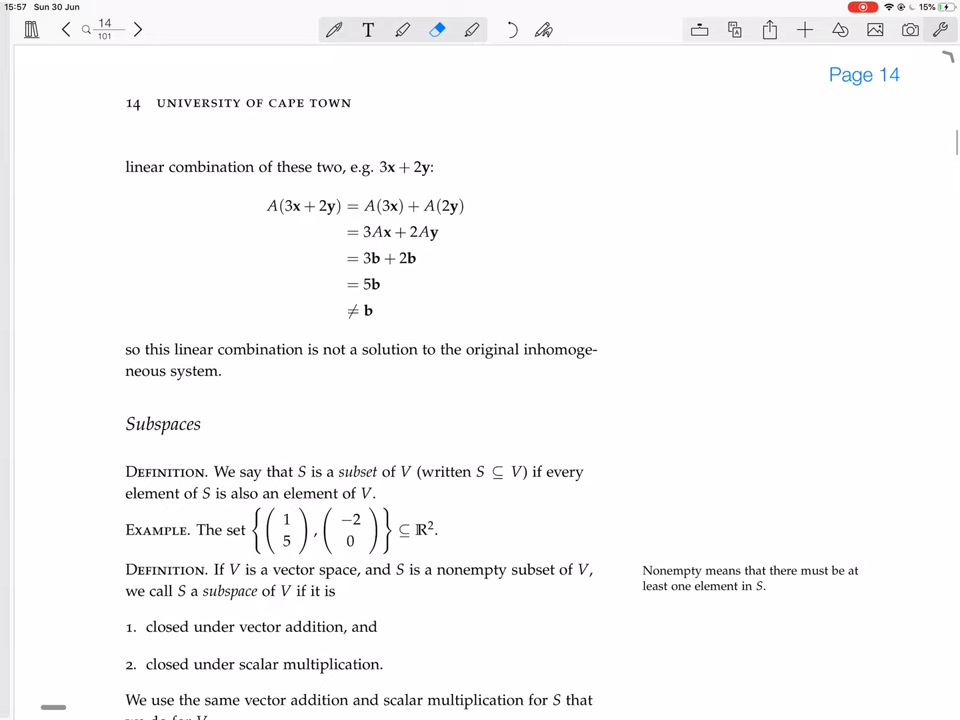 15:57 Sun 30 Jun
15%
14
101
T
Page 14
14 UNIVERSITY OF CAPE TOWN
linear combination of these two, e.g. 3x + 2y:
A(3x + 2y) = A(3x) + A(2y)
= 3Ax + 2Ay
= 3b + 2b
= 5b
≠ b
so this linear combination is not a solution to the original inhomoge-
neous system.
Subspaces
DEFINITION. We say that S is a subset of V (written S ⊆ V) if every
element of S is also an element of V.
EXAMPLE. The set {(1 5), (−2 0)} ⊆ ℝ².
DEFINITION. If V is a vector space, and S is a nonempty subset of V,
we call S a subspace of V if it is
Nonempty means that there must be at
least one element in S.
1. closed under vector addition, and
2. closed under scalar multiplication.
We use the same vector addition and scalar multiplication for S that
we do for V